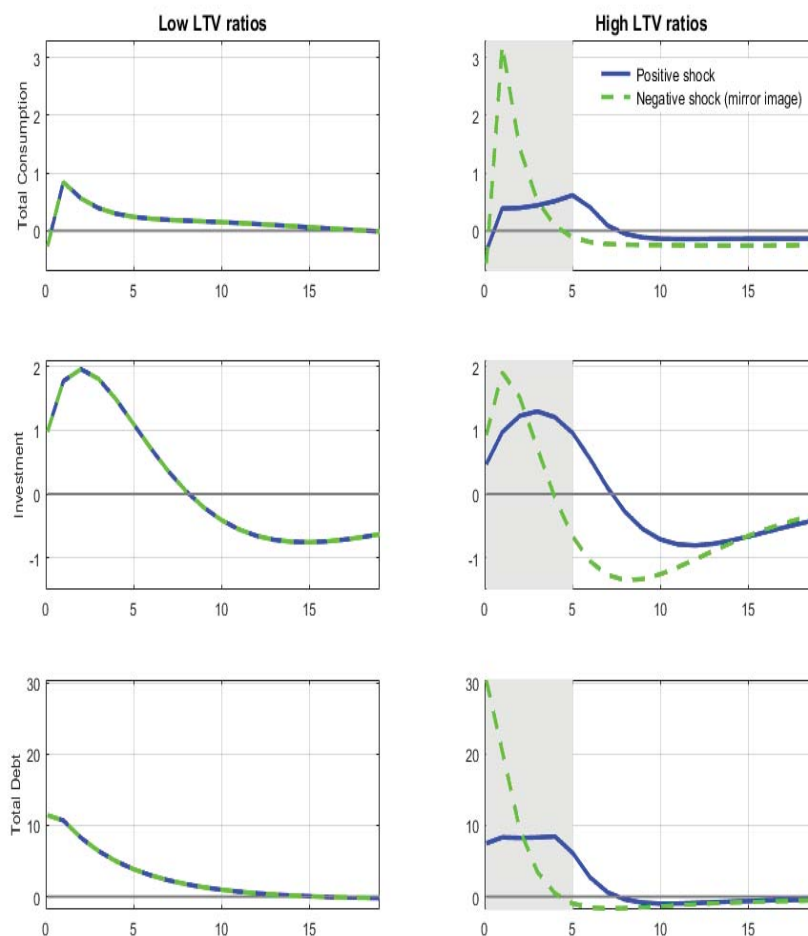 Low LTV ratios
High LTV ratios
Total Consumption
3
2
1
0
0 5 10 15
3
2
1
0
0 5 10 15
Positive shock
Negative shock (mirror image)
Investment
2
1
0
-1
0 5 10 15
2
1
0
-1
0 5 10 15
Total Debt
30
20
10
0
0 5 10 15
30
20
10
0
0 5 10 15